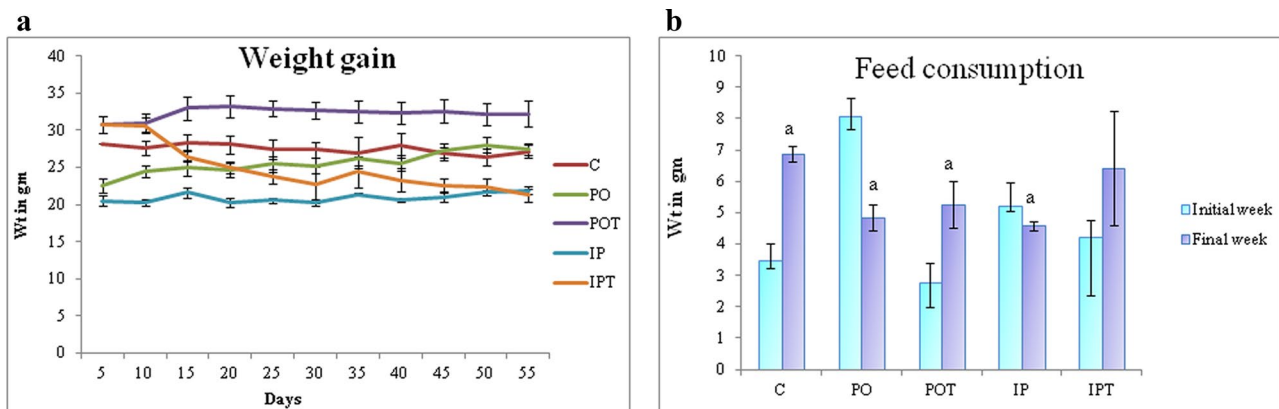 a
Weight gain
40
35
30
25
20
15
10
5
0
Wt in gm
5 10 15 20 25 30 35 40 45 50 55
Days
C
PO
POT
IP
IPT
b
Feed consumption
10
9
8
7
6
5
4
3
2
1
0
Wt in gm
a
a
a
a
C PO POT IP IPT
Initial week
Final week